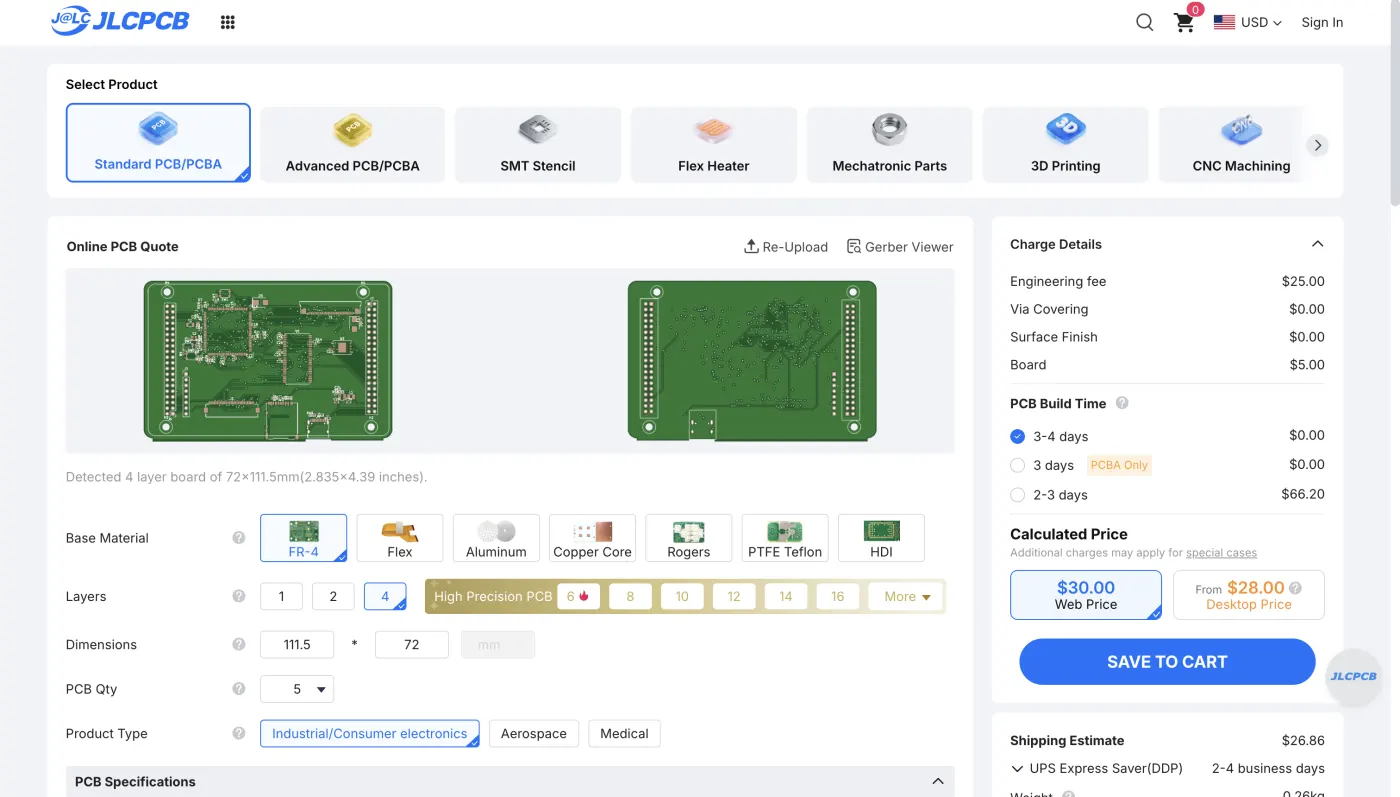 J@LC JLCPCB
0
USD
Sign In
Select Product
PCB
PCB
3D
CNC
Standard PCB/PCBA
Advanced PCB/PCBA
SMT Stencil
Flex Heater
Mechatronic Parts
3D Printing
CNC Machining
Online PCB Quote
Re-Upload
Gerber Viewer
Detected 4 layer board of 72×111.5mm(2.835×4.39 inches).
Base Material
?
FR-4
Flex
Aluminum
Copper Core
Rogers
PTFE Teflon
HDI
Layers
?
1
2
4
High Precision PCB
6
8
10
12
14
16
More
Dimensions
?
111.5
*
72
mm
PCB Qty
?
5
Product Type
?
Industrial/Consumer electronics
Aerospace
Medical
PCB Specifications
Charge Details
Engineering fee $25.00
Via Covering $0.00
Surface Finish $0.00
Board $5.00
PCB Build Time ?
3-4 days $0.00
3 days PCBA Only $0.00
2-3 days $66.20
Calculated Price
Additional charges may apply for special cases
$30.00
Web Price
From $28.00 ?
Desktop Price
SAVE TO CART
JLCPCB
Shipping Estimate $26.86
UPS Express Saver(DDP) 2-4 business days
Weight ? 0.26kg